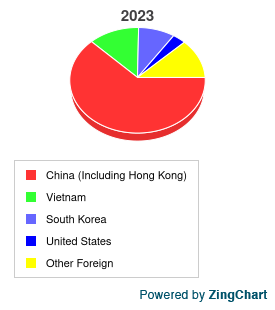 2023
China (Including Hong Kong)
Vietnam
South Korea
United States
Other Foreign
Powered by ZingChart